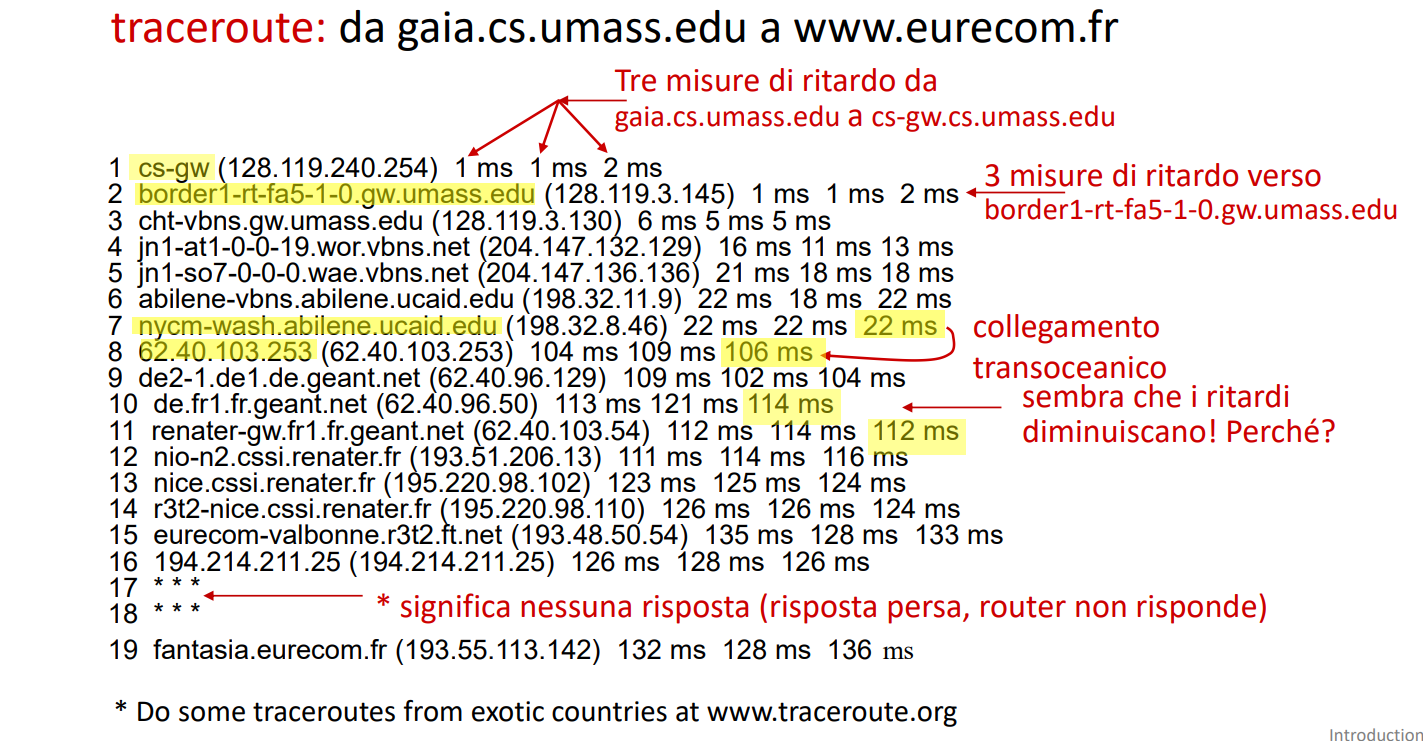 traceroute: da gaia.cs.umass.edu a www.eurecom.fr
Tre misure di ritardo da
gaia.cs.umass.edu a cs-gw.cs.umass.edu
1 cs-gw (128.119.240.254) 1 ms 1 ms 2 ms
2 border1-rt-fa5-1-0.gw.umass.edu (128.119.3.145) 1 ms 1 ms 2 ms
3 misure di ritardo verso
border1-rt-fa5-1-0.gw.umass.edu
3 cht-vbns.gw.umass.edu (128.119.3.130) 6 ms 5 ms 5 ms
4 jn1-at1-0-0-19.wor.vbns.net (204.147.132.129) 16 ms 11 ms 13 ms
5 jn1-so7-0-0-0.wae.vbns.net (204.147.136.136) 21 ms 18 ms 18 ms
6 abilene-vbns.abilene.ucaid.edu (198.32.11.9) 22 ms 18 ms 22 ms
7 nycm-wash.abilene.ucaid.edu (198.32.8.46) 22 ms 22 ms 22 ms
8 62.40.103.253 (62.40.103.253) 104 ms 109 ms 106 ms
collegamento
transoceanico
9 de2-1.de1.de.geant.net (62.40.96.129) 109 ms 102 ms 104 ms
10 de.fr1.fr.geant.net (62.40.96.50) 113 ms 121 ms 114 ms
11 renater-gw.fr1.fr.geant.net (62.40.103.54) 112 ms 114 ms 112 ms
sembra che i ritardi
diminuiscano! Perché?
12 nio-n2.cssi.renater.fr (193.51.206.13) 111 ms 114 ms 116 ms
13 nice.cssi.renater.fr (195.220.98.102) 123 ms 125 ms 124 ms
14 r3t2-nice.cssi.renater.fr (195.220.98.110) 126 ms 126 ms 124 ms
15 eurecom-valbonne.r3t2.ft.net (193.48.50.54) 135 ms 128 ms 133 ms
16 194.214.211.25 (194.214.211.25) 126 ms 128 ms 126 ms
17 * * *
18 * * *
* significa nessuna risposta (risposta persa, router non risponde)
19 fantasia.eurecom.fr (193.55.113.142) 132 ms 128 ms 136 ms
* Do some traceroutes from exotic countries at www.traceroute.org
Introduction